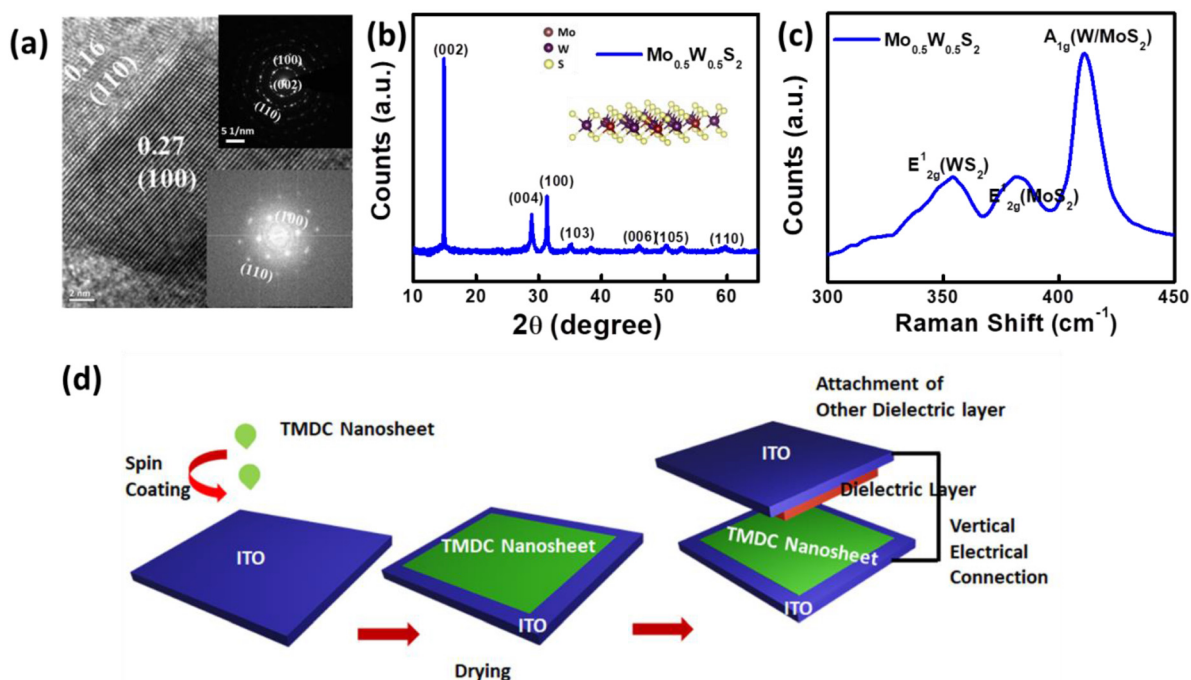 (a)
0.16
(110)
0.27
(100)
2 nm
(100)
(002)
(110)
5 1/nm
(100)
(110)
(b)
Counts (a.u.)
(002)
Mo
W
S
Mo0.5W0.5S2
(004)
(100)
(103)
(006)
(105)
(110)
10 20 30 40 50 60
2θ (degree)
(c)
Counts (a.u.)
Mo0.5W0.5S2
A1g(W/MoS2)
E12g(WS2)
E12g(MoS2)
300 350 400 450
Raman Shift (cm-1)
(d)
TMDC Nanosheet
Spin
Coating
ITO
TMDC Nanosheet
ITO
Drying
Attachment of
Other Dielectric layer
ITO
Dielectric Layer
TMDC Nanosheet
ITO
Vertical
Electrical
Connection